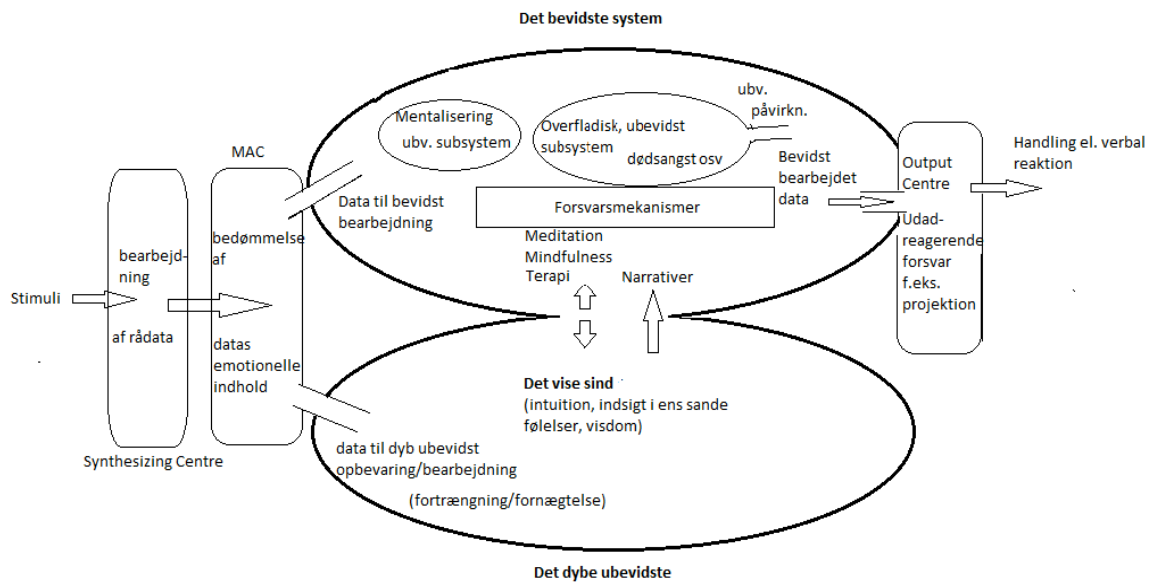 Det bevidste system
ubv.
påvirkn.
Mentalisering
ubv. subsystem
Overfladisk, ubevidst
subsystem
dødsangst osv
MAC
Data til bevidst
bearbejdning
Forsvarsmekanismer
Bevidst
bearbejdet
data
Output
Centre
Udad-
reagerende
forsvar
f.eks.
projektion
Handling el. verbal
reaktion
Meditation
Mindfulness
Terapi
Narrativer
Stimuli
bearbejd-
ning
af rådata
bedømmelse
af
datas
emotionelle
indhold
Synthesizing Centre
Det vise sind
(intuition, indsigt i ens sande
følelser, visdom)
data til dyb ubevidst
opbevaring/bearbejdning
(fortrængning/fornægtelse)
Det dybe ubevidste